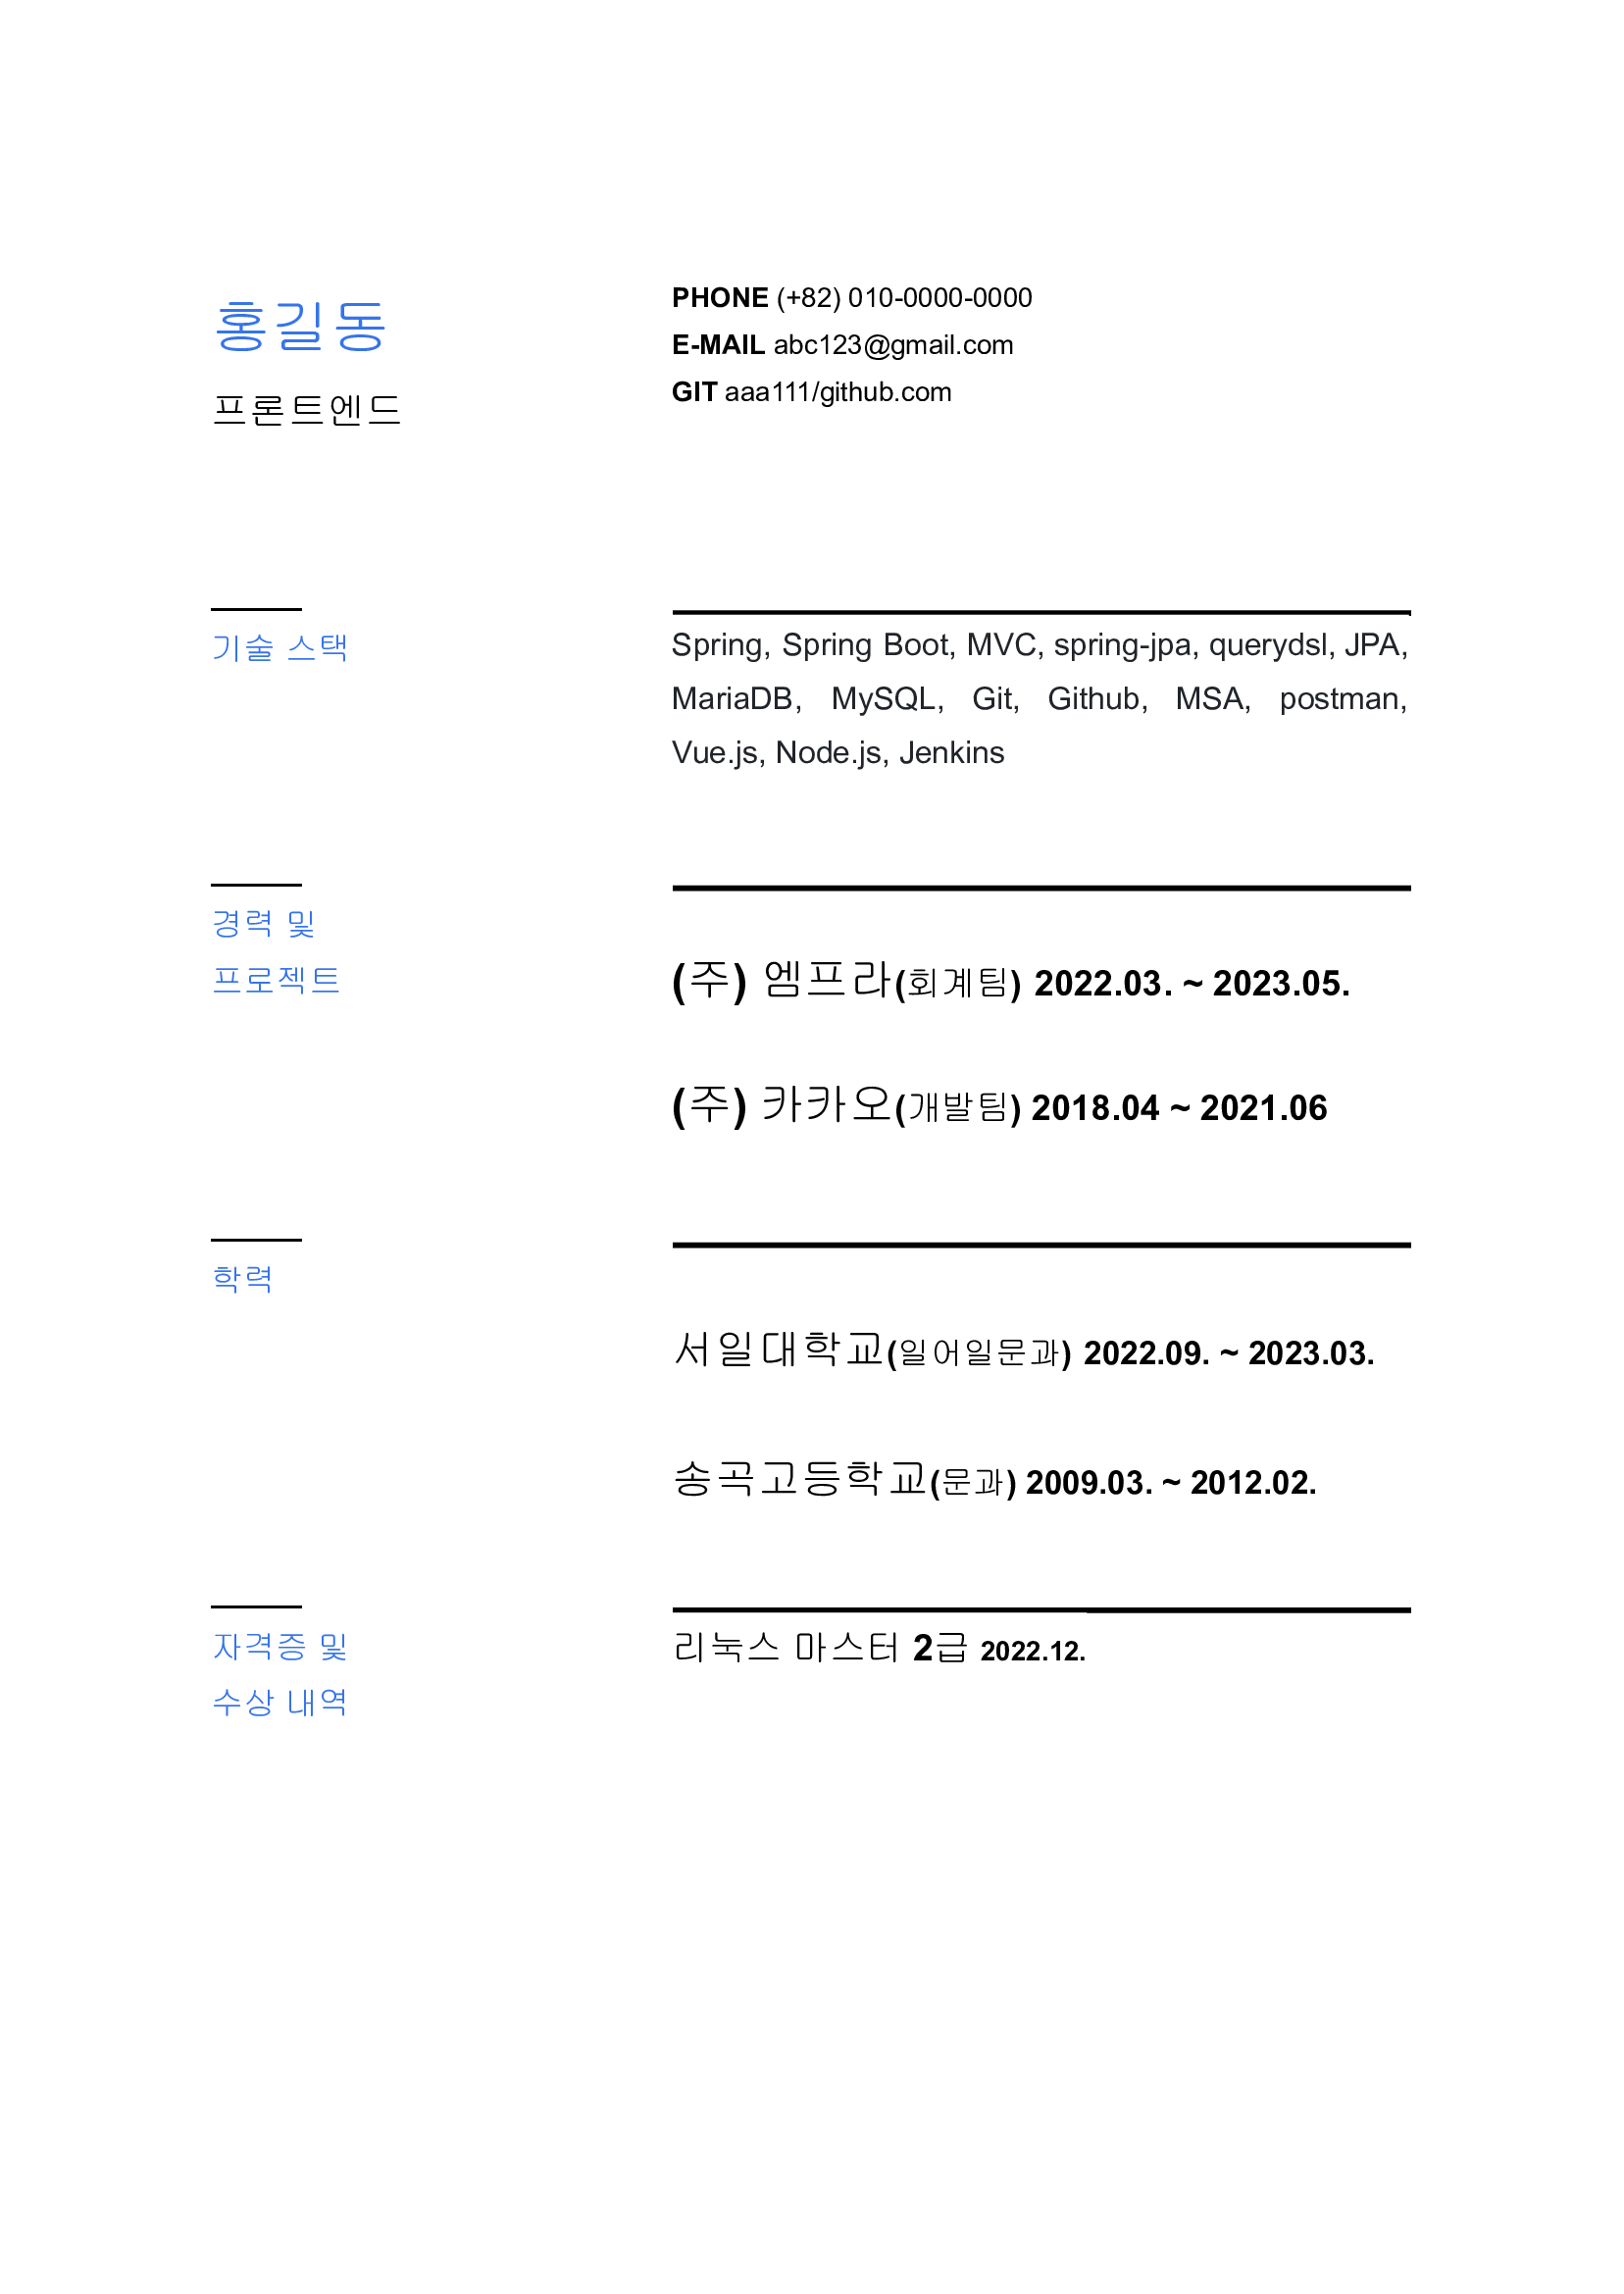 홍길동
프론트엔드
PHONE (+82) 010-0000-0000
E-MAIL abc123@gmail.com
GIT aaa111/github.com
기술 스택
Spring, Spring Boot, MVC, spring-jpa, querydsl, JPA,
MariaDB, MySQL, Git, Github, MSA, postman,
Vue.js, Node.js, Jenkins
경력 및
프로젝트
(주) 엠프라(회계팀) 2022.03. ~ 2023.05.
(주) 카카오(개발팀) 2018.04 ~ 2021.06
학력
서일대학교(일어일문과) 2022.09. ~ 2023.03.
송곡고등학교(문과) 2009.03. ~ 2012.02.
자격증 및
수상 내역
리눅스 마스터 2급 2022.12.